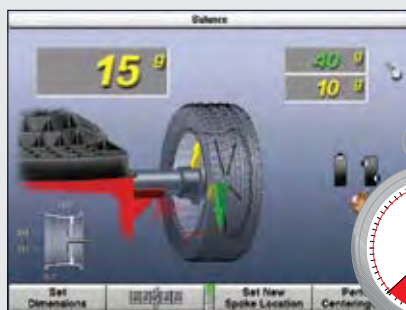 Balance
15 g
40 g
10 g
Set Dimensions
Set New Spoke Location
Centering